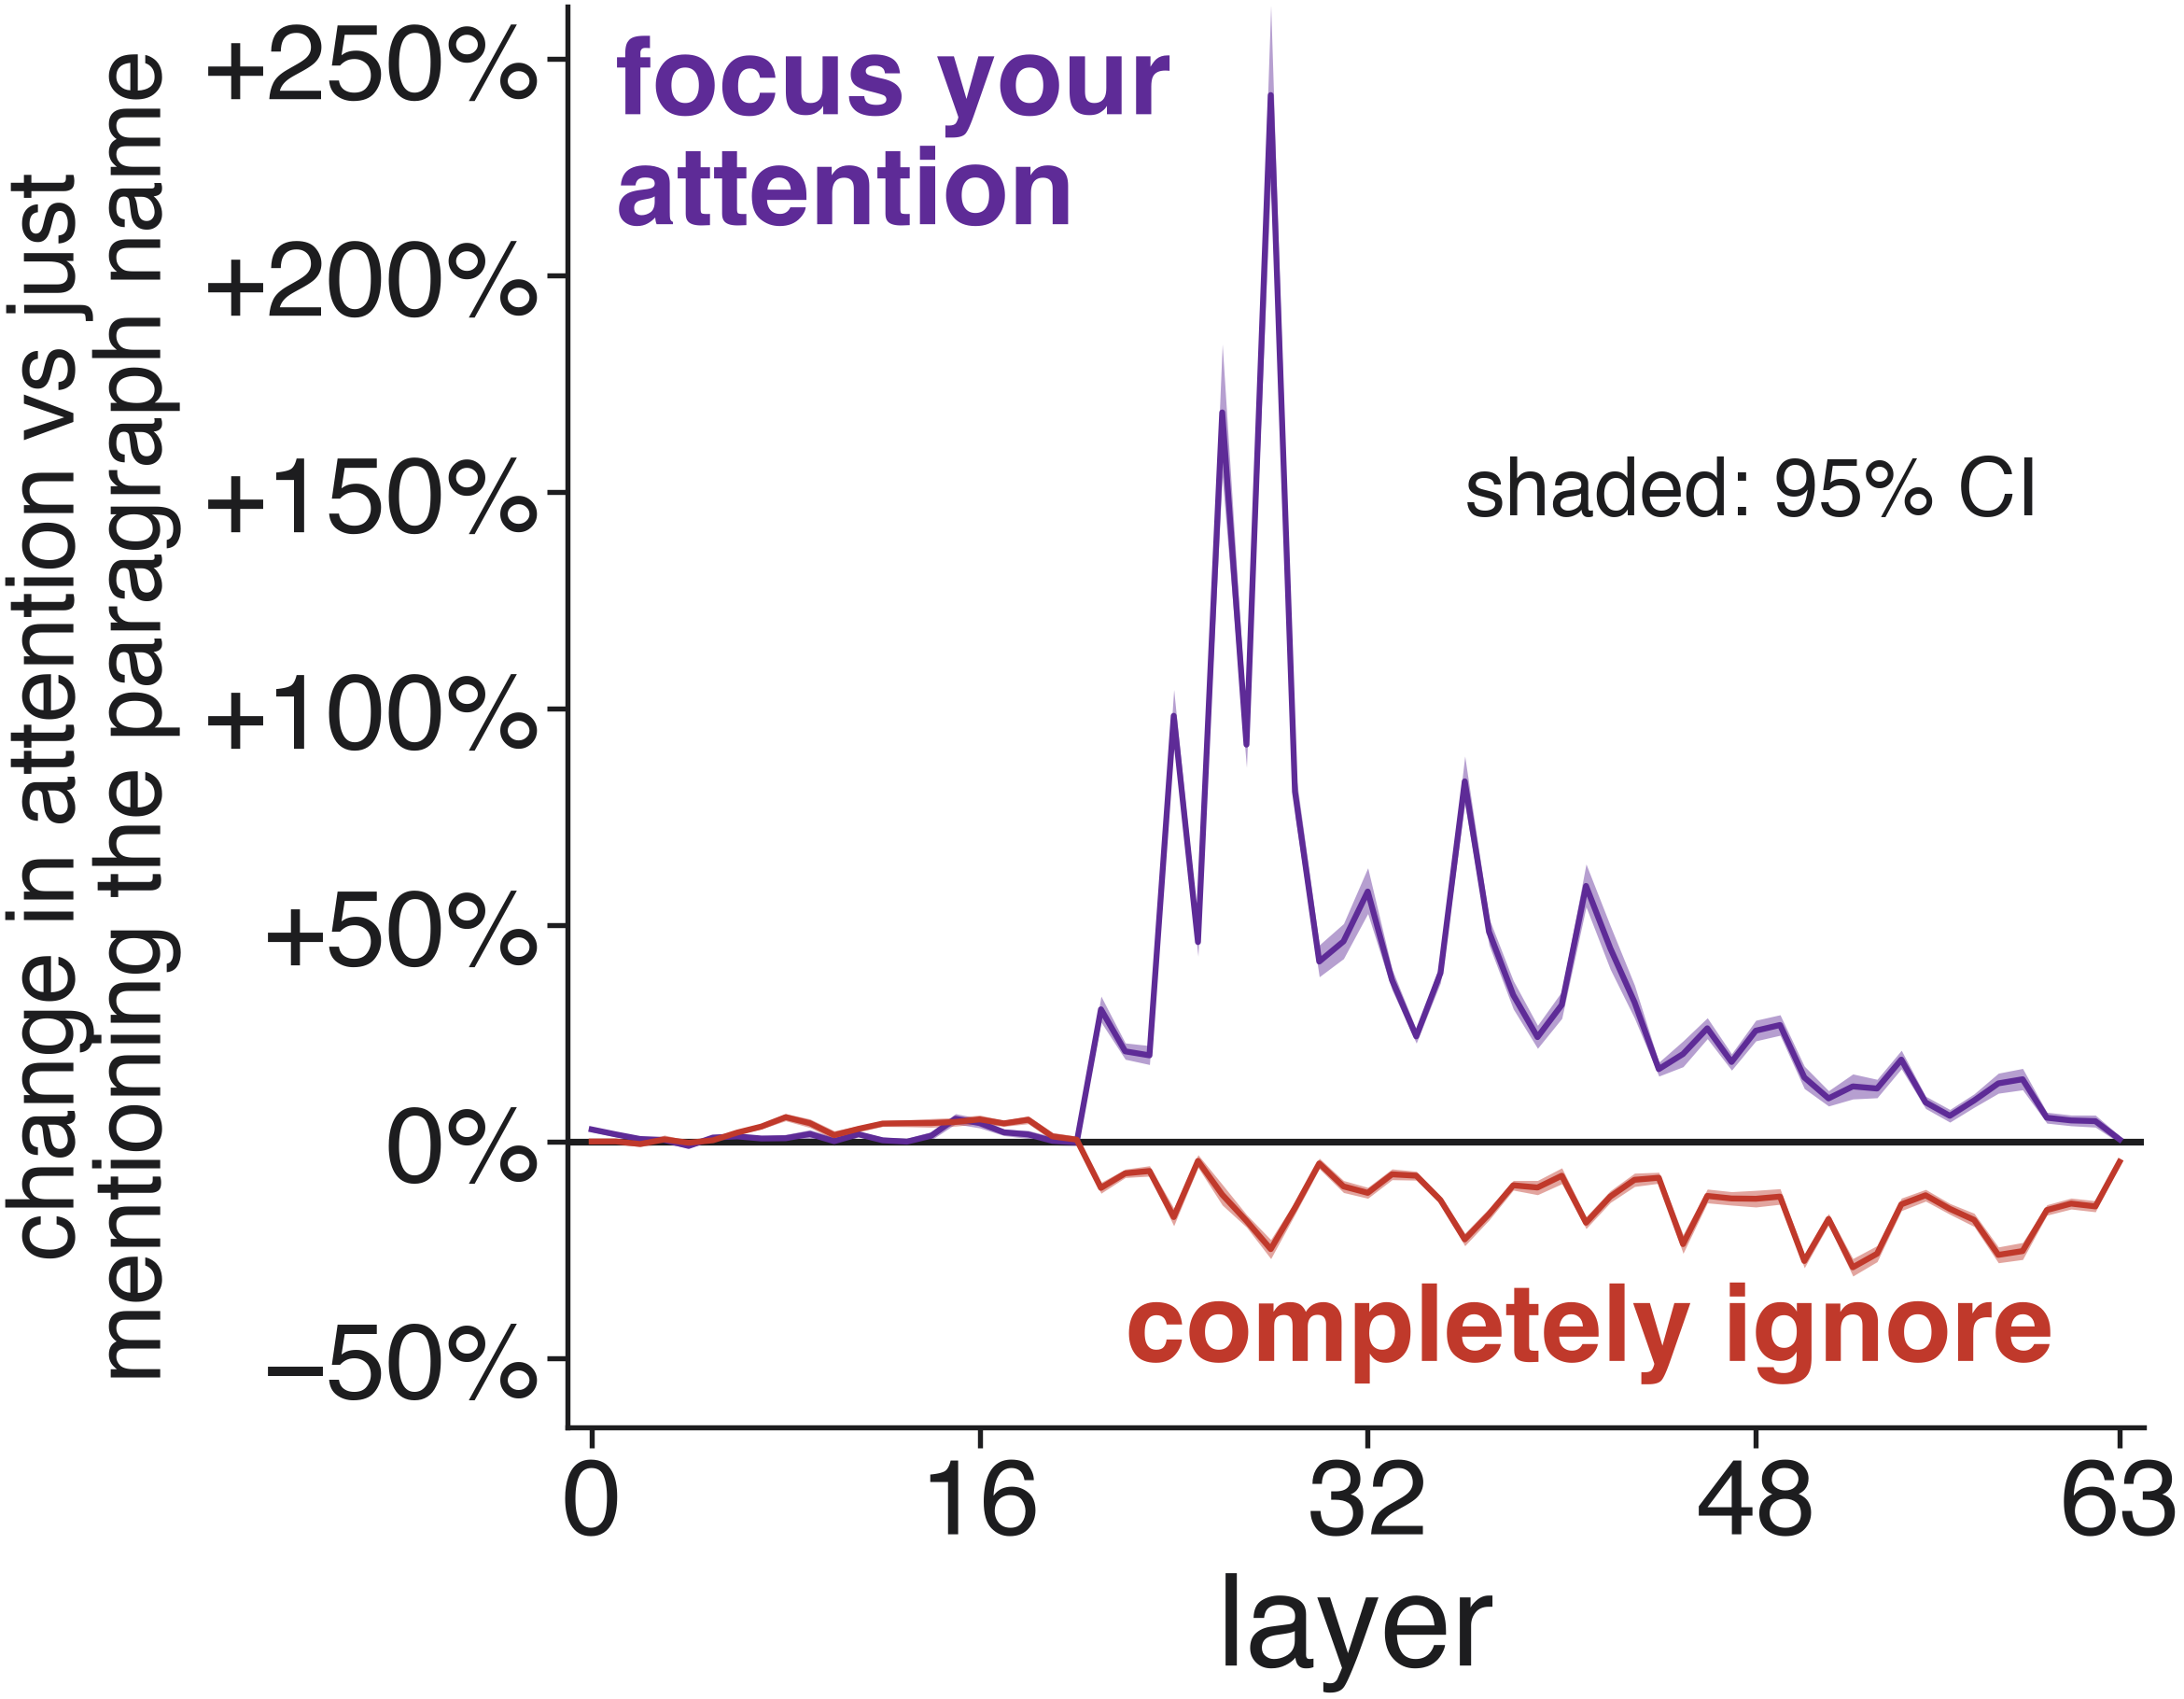 change in attention vs just
mentioning the paragraph name
+250%
+200%
+150%
+100%
+50%
0%
−50%
focus your
attention
shaded: 95% CI
completely ignore
0
16
32
48
63
layer